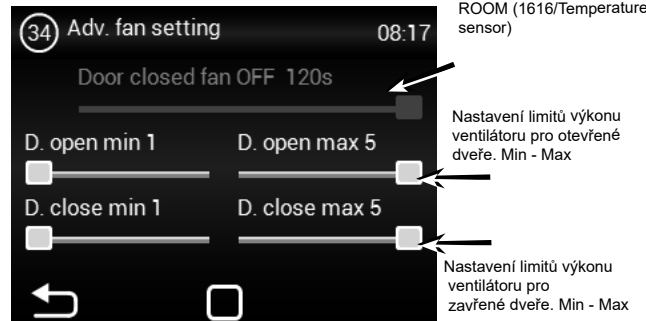 ROOM (1616/Temperature
sensor)
34 Adv. fan setting 08:17
Door closed fan OFF 120s
D. open min 1 D. open max 5
D. close min 1 D. close max 5
Nastavení limitů výkonu
ventilátoru pro otevřené
dveře. Min - Max
Nastavení limitů výkonu
ventilátoru pro
zavřené dveře. Min - Max